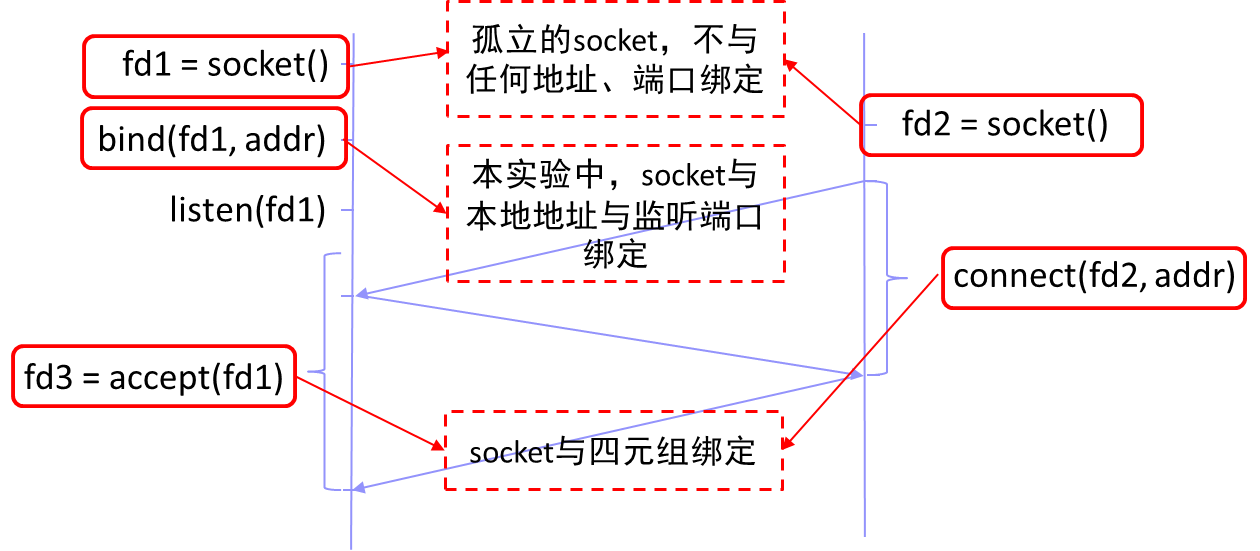 fd1 = socket()
孤立的socket，不与
任何地址、端口绑定
fd2 = socket()
bind(fd1, addr)
本实验中，socket与
本地地址与监听端口
绑定
listen(fd1)
connect(fd2, addr)
fd3 = accept(fd1)
socket与四元组绑定